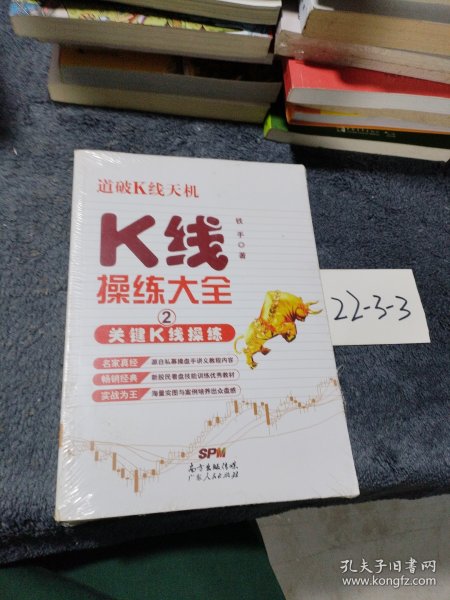 道破K线天机
K线
铁手◎著
操练大全
②
关键K线操练
名家真经 源自私募操盘手讲义教程内容
畅销经典 新股民看盘技能训练优秀教材
实战为王 海量实图与案例培养出众盘感
SPM
南方出版传媒
广东人民出版社
22-3-3
孔夫子旧书网
www.kongfz.com